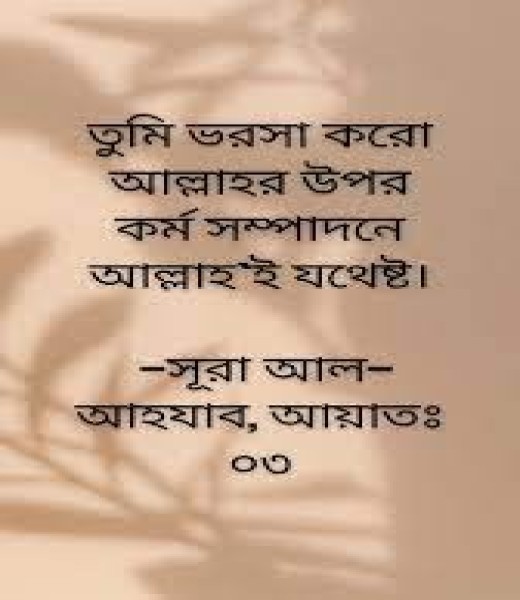 তুমি ভরসা করো
আল্লাহর উপর
কর্ম সম্পাদনে
আল্লাহ'ই যথেষ্ট।
–সূরা আল–
আহযাব, আয়াতঃ
০৩